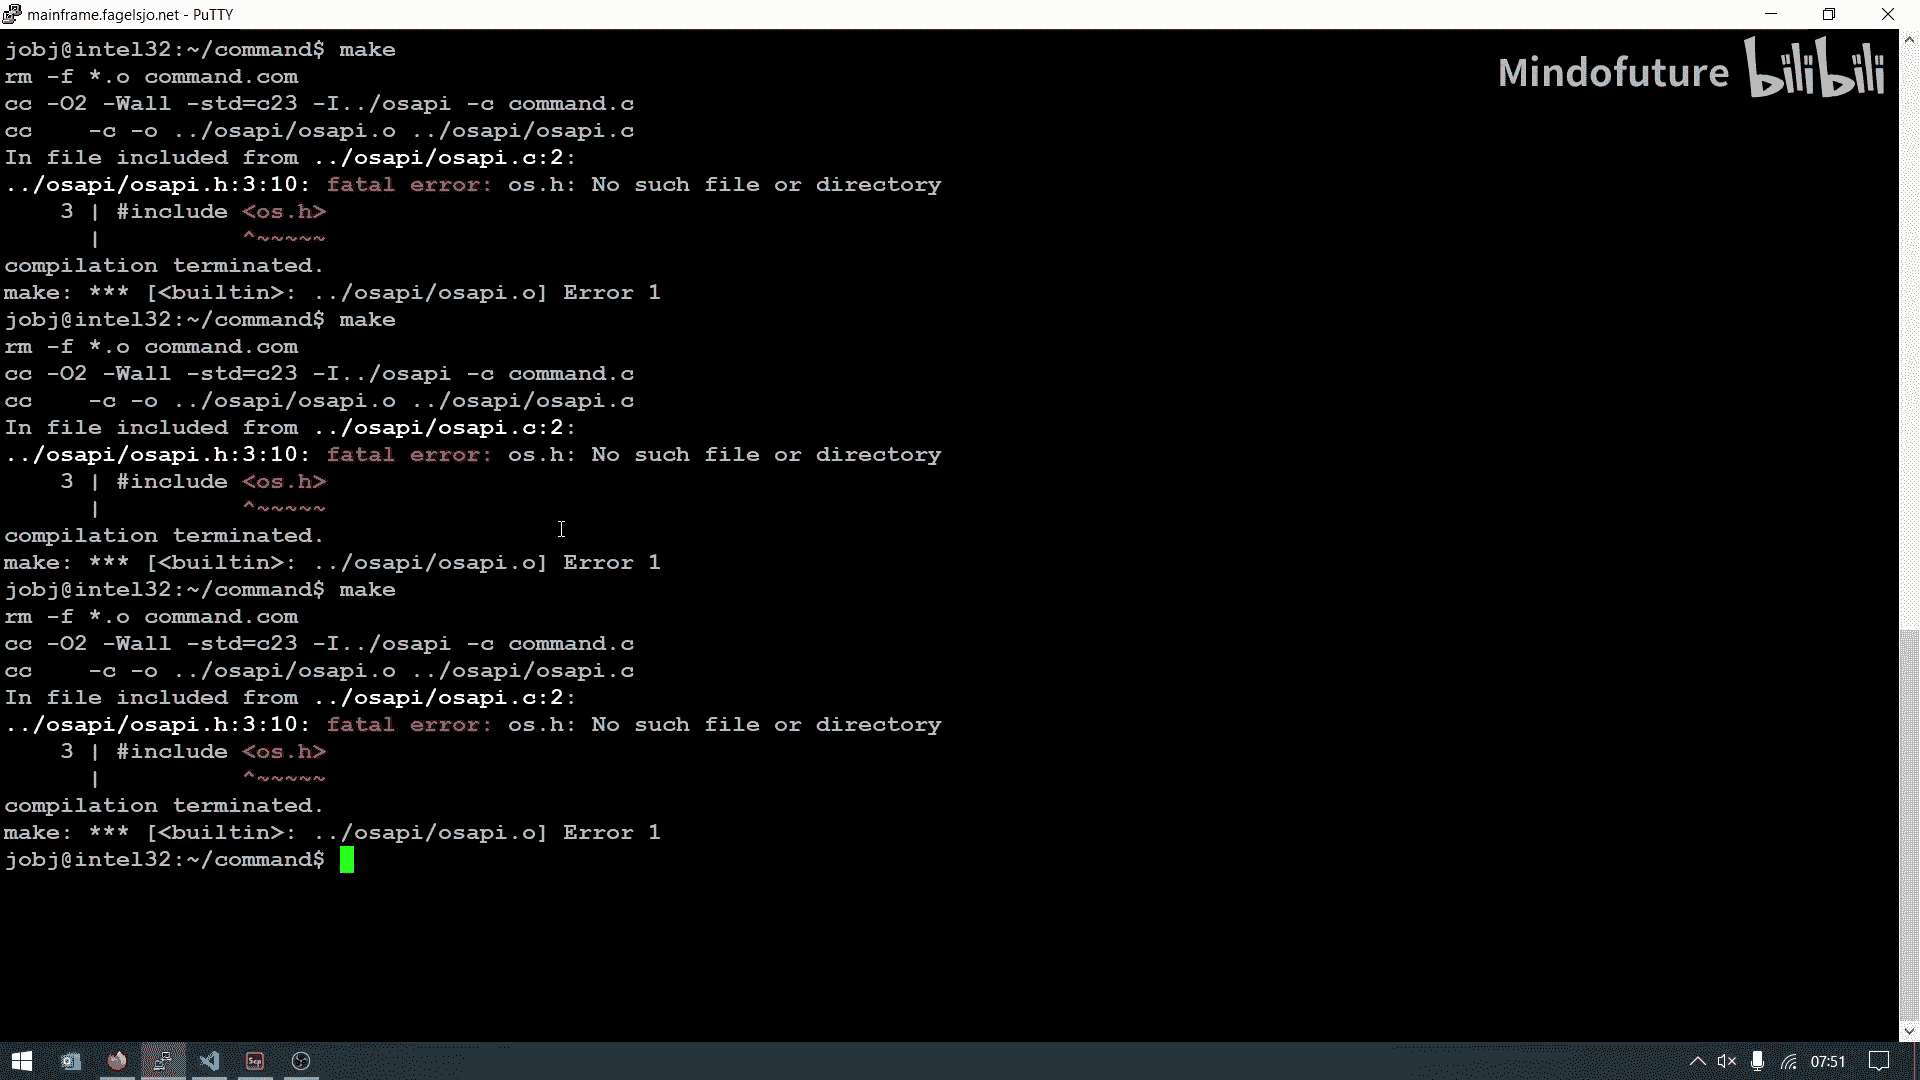 mainframe.fagelsjo.net - PuTTY
jobj@intel32:~/command$ make
Mindofuture bilibili
rm -f *.o command.com
cc -O2 -Wall -std=c23 -I../osapi -c command.c
cc    -c -o ../osapi/osapi.o ../osapi/osapi.c
In file included from ../osapi/osapi.c:2:
../osapi/osapi.h:3:10: fatal error: os.h: No such file or directory
    3 | #include <os.h>
      |          ^~~~~~
compilation terminated.
make: *** [<builtin>: ../osapi/osapi.o] Error 1
jobj@intel32:~/command$ make
rm -f *.o command.com
cc -O2 -Wall -std=c23 -I../osapi -c command.c
cc    -c -o ../osapi/osapi.o ../osapi/osapi.c
In file included from ../osapi/osapi.c:2:
../osapi/osapi.h:3:10: fatal error: os.h: No such file or directory
    3 | #include <os.h>
      |          ^~~~~~
compilation terminated.
make: *** [<builtin>: ../osapi/osapi.o] Error 1
jobj@intel32:~/command$ make
rm -f *.o command.com
cc -O2 -Wall -std=c23 -I../osapi -c command.c
cc    -c -o ../osapi/osapi.o ../osapi/osapi.c
In file included from ../osapi/osapi.c:2:
../osapi/osapi.h:3:10: fatal error: os.h: No such file or directory
    3 | #include <os.h>
      |          ^~~~~~
compilation terminated.
make: *** [<builtin>: ../osapi/osapi.o] Error 1
jobj@intel32:~/command$
07:51